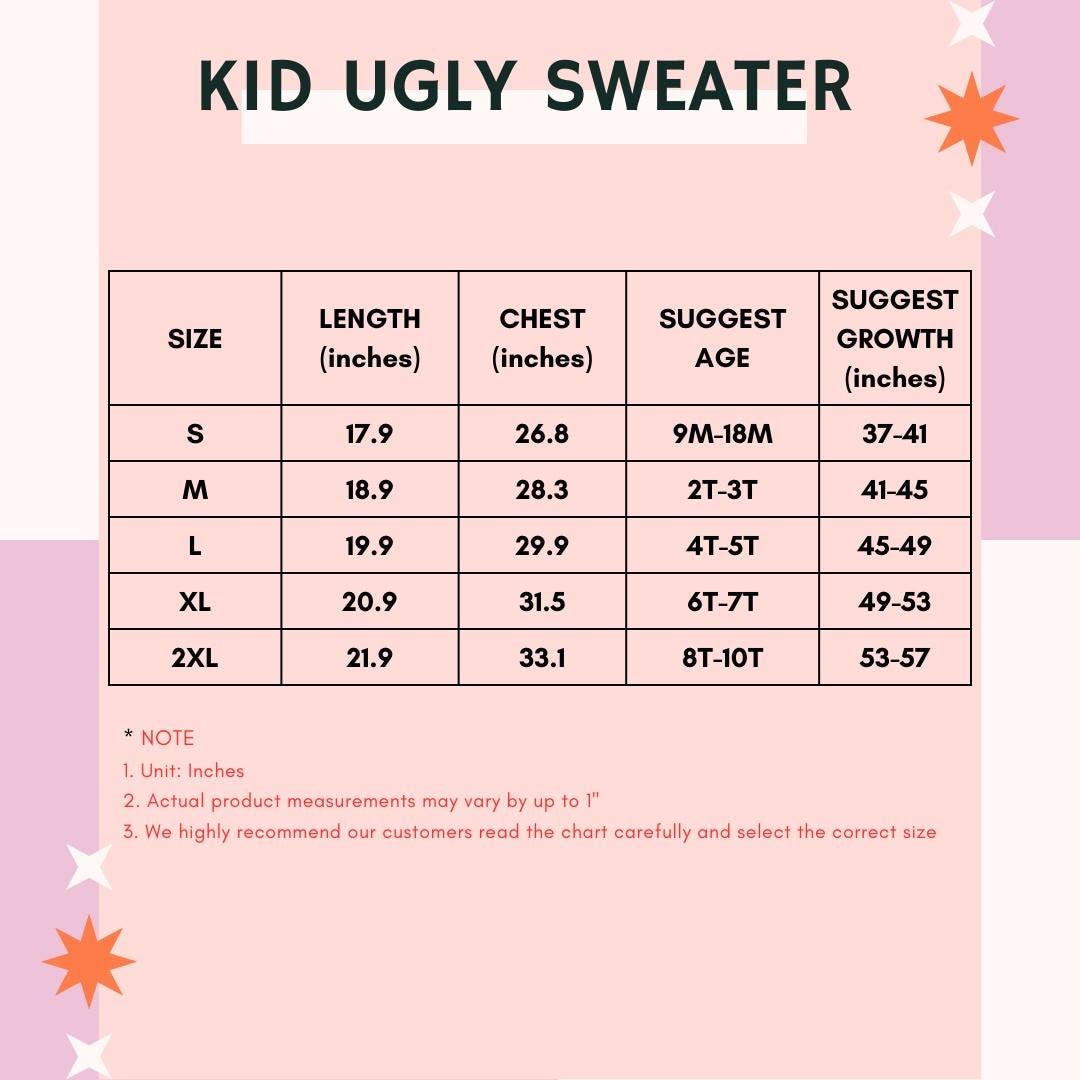 KID UGLY SWEATER
SIZE LENGTH (inches) CHEST (inches) SUGGEST AGE SUGGEST GROWTH (inches)
S 17.9 26.8 9M-18M 37-41
M 18.9 28.3 2T-3T 41-45
L 19.9 29.9 4T-5T 45-49
XL 20.9 31.5 6T-7T 49-53
2XL 21.9 33.1 8T-10T 53-57
* NOTE
1. Unit: Inches
2. Actual product measurements may vary by up to 1"
3. We highly recommend our customers read the chart carefully and select the correct size